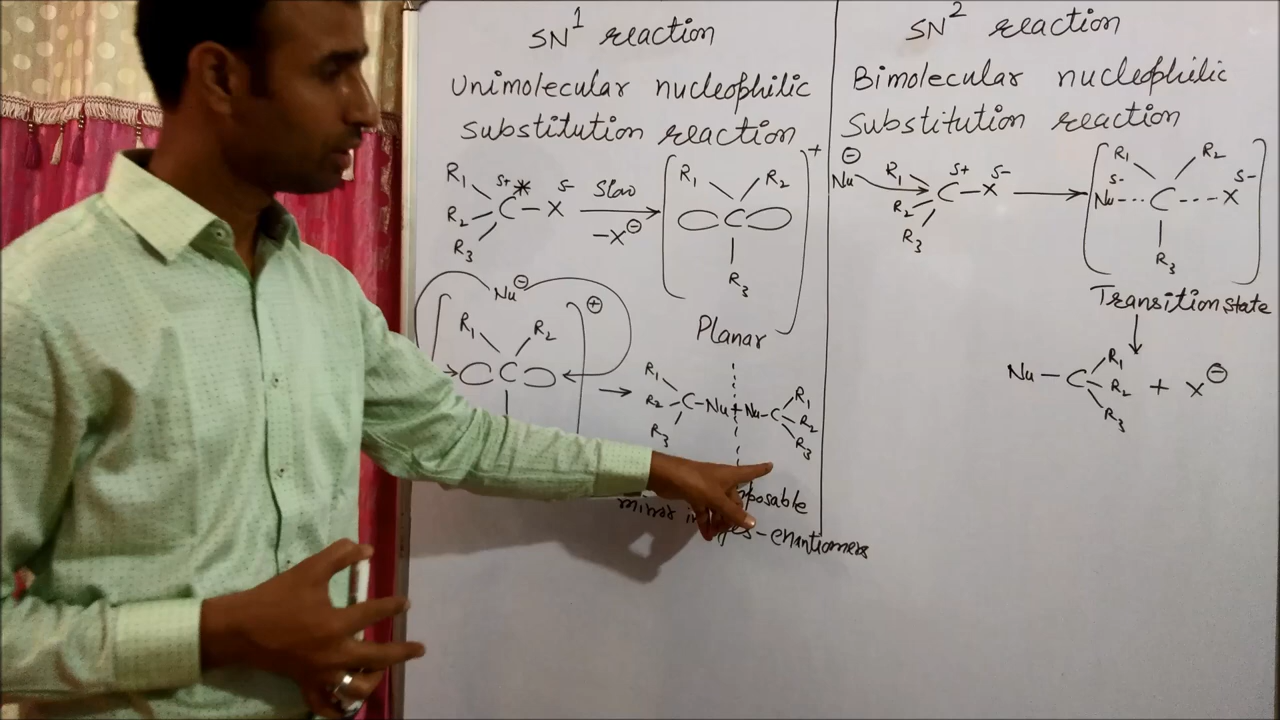 SN¹ reaction
Unimolecular nucleophilic
substitution reaction
R₁ R₂ R₃ C δ+ * — X δ-
Slow
−X⊖
[R₁ R₂ C R₃]+
Planar
Nu⊖
[R₁ R₂ C]⊕
R₁ R₂ R₃ C−Nu + Nu−C R₁ R₂ R₃
mirror - enantiomers
SN² reaction
Bimolecular nucleophilic
substitution reaction
Nu⊖ R₁ R₂ R₃ C δ+ — X δ-
[Nu δ- --- C --- X δ- R₁ R₂ R₃]
Transition state
Nu — C R₁ R₂ R₃ + X⊖